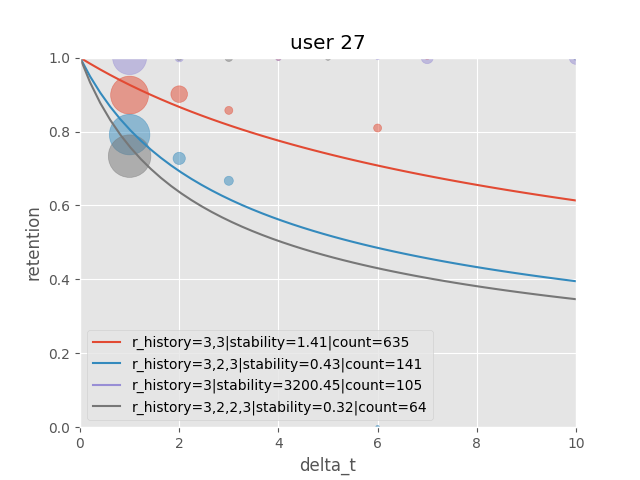 user 27
retention
1.0
0.8
0.6
0.4
0.2
0.0
r_history=3,3|stability=1.41|count=635
r_history=3,2,3|stability=0.43|count=141
r_history=3|stability=3200.45|count=105
r_history=3,2,2,3|stability=0.32|count=64
0 2 4 6 8 10
delta_t